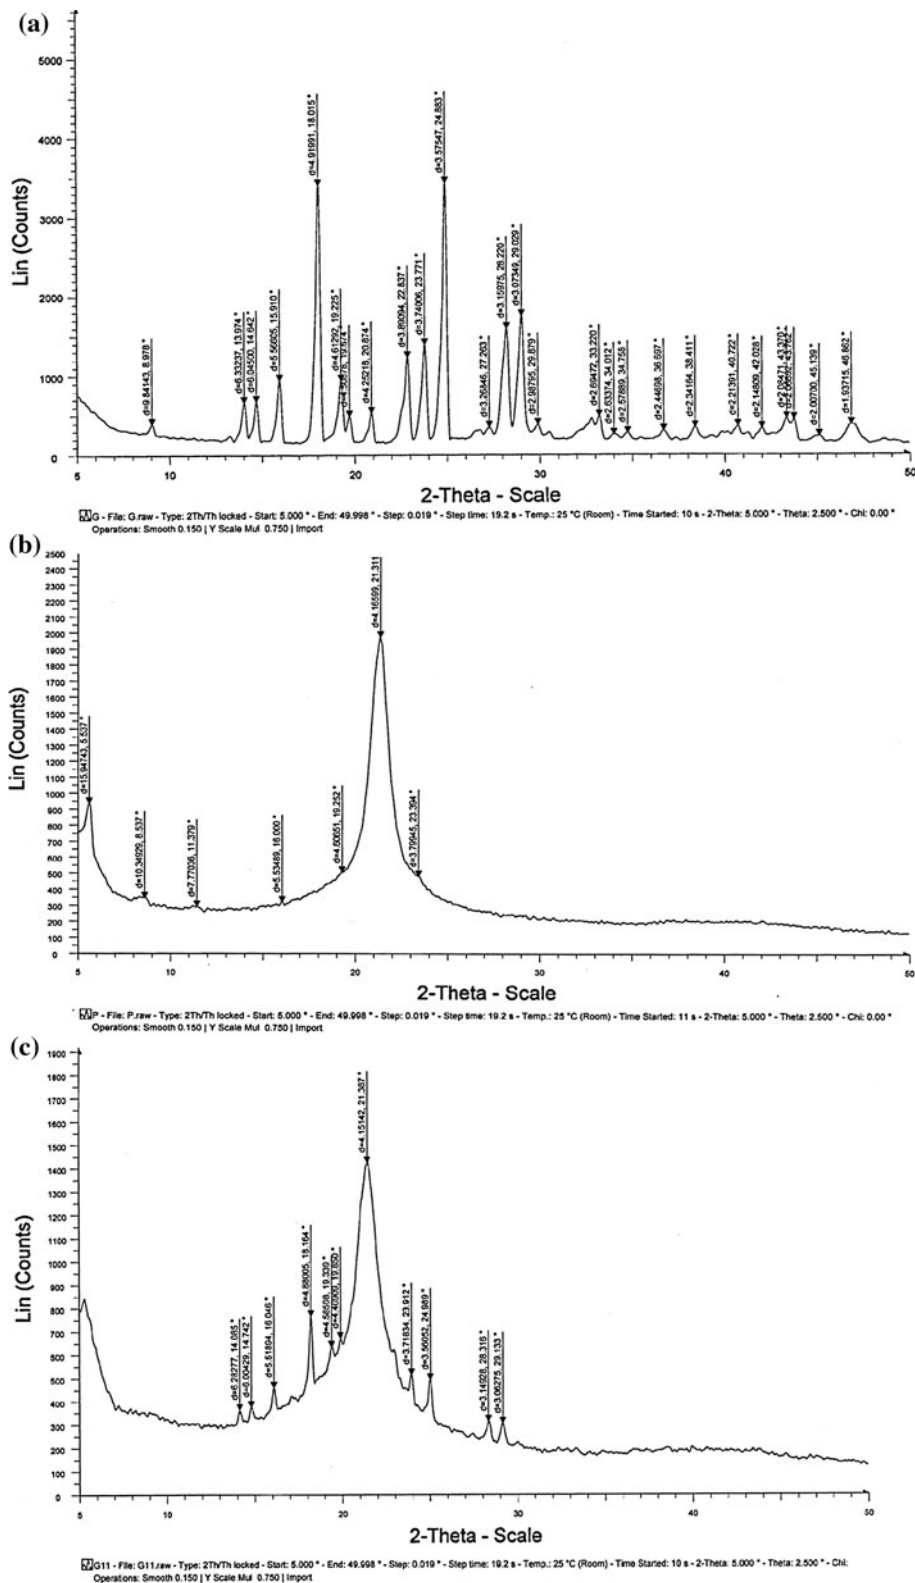 (a)
Lin (Counts)
5000
4000
3000
2000
1000
0
d=9.84143, 8.978 °
d=6.33237, 13.974 °
d=6.04500, 14.642 °
d=5.56605, 15.910 °
d=4.91991, 18.015 °
d=4.61292, 19.225 °
d=4.25218, 20.874 °
d=3.89094, 22.837 °
d=3.74006, 23.771 °
d=3.57547, 24.883 °
d=3.26846, 27.263 °
d=3.15975, 28.220 °
d=3.07349, 29.029 °
d=2.98795, 29.879 °
d=2.69472, 33.220 °
d=2.63374, 34.012 °
d=2.57889, 34.758 °
d=2.44698, 36.697 °
d=2.34164, 38.411 °
d=2.21391, 40.722 °
d=2.14809, 42.028 °
d=2.08471, 43.370 °
d=2.00700, 45.139 °
d=1.93715, 46.862 °
5 10 20 30 40 50
2-Theta - Scale
G - File: G.raw - Type: 2Th/Th locked - Start: 5.000 ° - End: 49.998 ° - Step: 0.019 ° - Step time: 19.2 s - Temp.: 25 °C (Room) - Time Started: 10 s - 2-Theta: 5.000 ° - Theta: 2.500 ° - Chi: 0.00 °
Operations: Smooth 0.150 | Y Scale Mul 0.750 | Import
(b)
Lin (Counts)
2500
2400
2300
2200
2100
2000
1900
1800
1700
1600
1500
1400
1300
1200
1100
1000
900
800
700
600
500
400
300
200
100
0
d=15.94743, 5.537 °
d=10.34929, 8.537 °
d=7.77036, 11.379 °
d=5.53489, 16.000 °
d=4.60651, 19.252 °
d=4.16599, 21.311
d=3.79945, 23.394 °
5 10 20 30 40 50
2-Theta - Scale
P - File: P.raw - Type: 2Th/Th locked - Start: 5.000 ° - End: 49.998 ° - Step: 0.019 ° - Step time: 19.2 s - Temp.: 25 °C (Room) - Time Started: 11 s - 2-Theta: 5.000 ° - Theta: 2.500 ° - Chi: 0.00 °
Operations: Smooth 0.150 | Y Scale Mul 0.750 | Import
(c)
Lin (Counts)
1900
1800
1700
1600
1500
1400
1300
1200
1100
1000
900
800
700
600
500
400
300
200
100
0
d=6.28277, 14.085 °
d=6.00429, 14.742 °
d=5.51894, 16.046 °
d=4.88005, 18.164 °
d=4.58508, 19.339 °
d=4.46909, 19.850 °
d=4.15142, 21.387 °
d=3.71834, 23.912 °
d=3.56052, 24.989 °
d=3.14928, 28.316 °
d=3.06275, 29.133 °
5 10 20 30 40 50
2-Theta - Scale
G11 - File: G11.raw - Type: 2Th/Th locked - Start: 5.000 ° - End: 49.998 ° - Step: 0.019 ° - Step time: 19.2 s - Temp.: 25 °C (Room) - Time Started: 10 s - 2-Theta: 5.000 ° - Theta: 2.500 ° - Chi:
Operations: Smooth 0.150 | Y Scale Mul 0.750 | Import